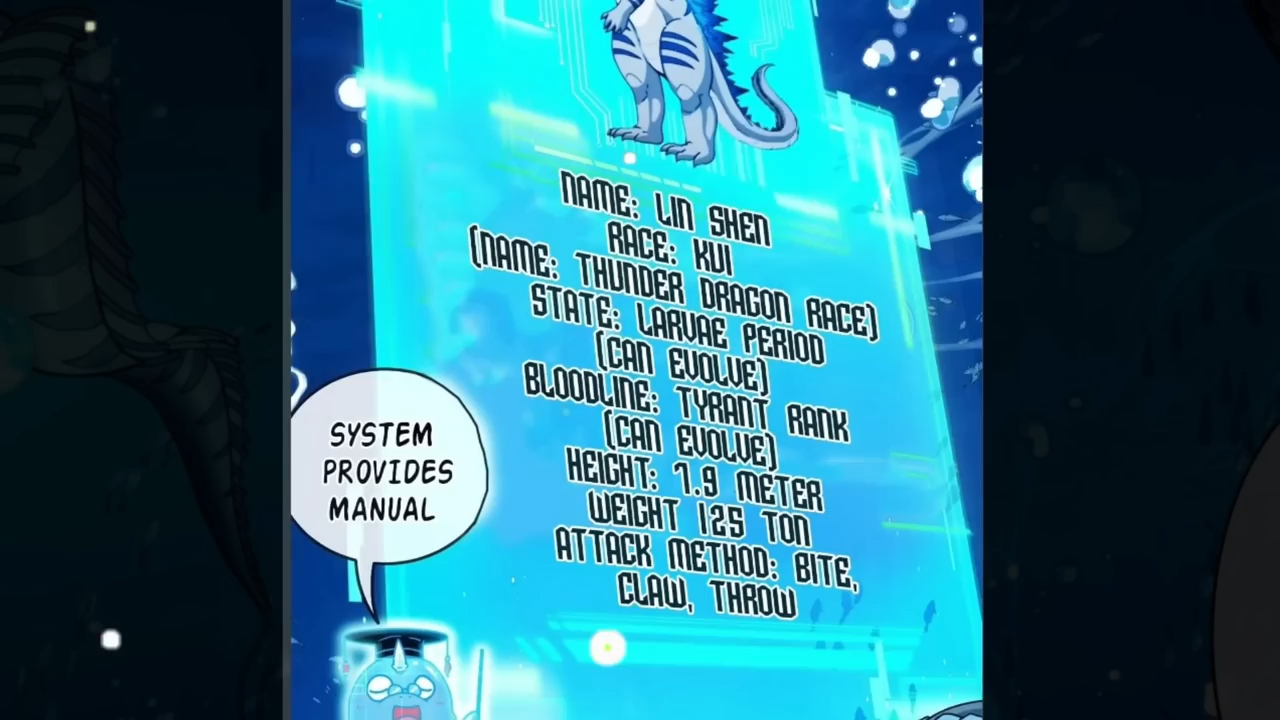 NAME: LIN SHEN
RACE: KUI
(NAME: THUNDER DRAGON RACE)
STATE: LARVAE PERIOD
(CAN EVOLVE)
BLOODLINE: TYRANT RANK
(CAN EVOLVE)
HEIGHT: 7.9 METER
WEIGHT 125 TON
ATTACK METHOD: BITE,
CLAW, THROW
SYSTEM
PROVIDES
MANUAL